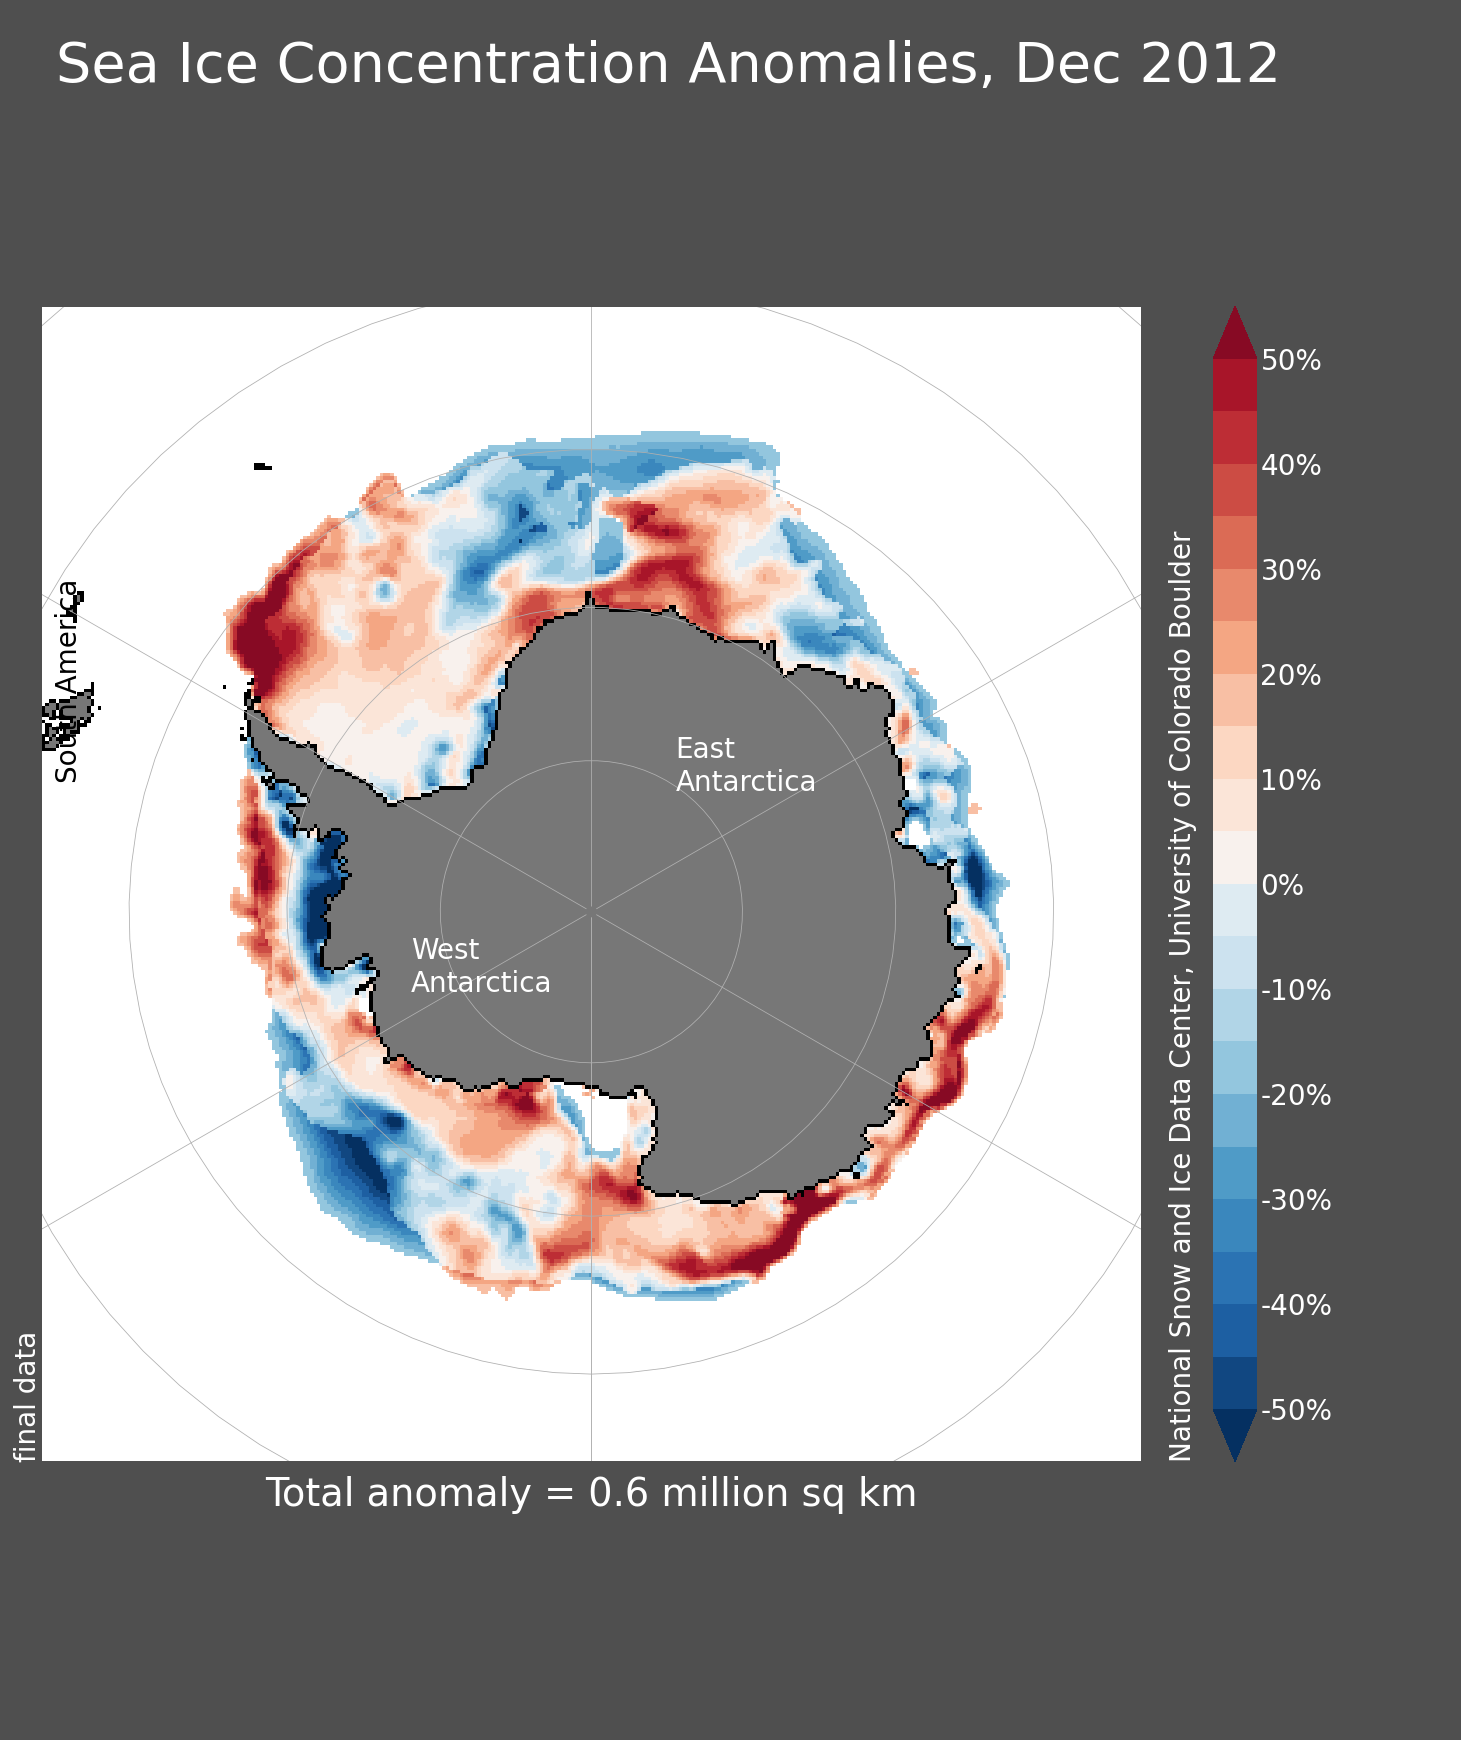 Sea Ice Concentration Anomalies, Dec 2012
South America
East
Antarctica
West
Antarctica
final data
National Snow and Ice Data Center, University of Colorado Boulder
50%
40%
30%
20%
10%
0%
-10%
-20%
-30%
-40%
-50%
Total anomaly = 0.6 million sq km